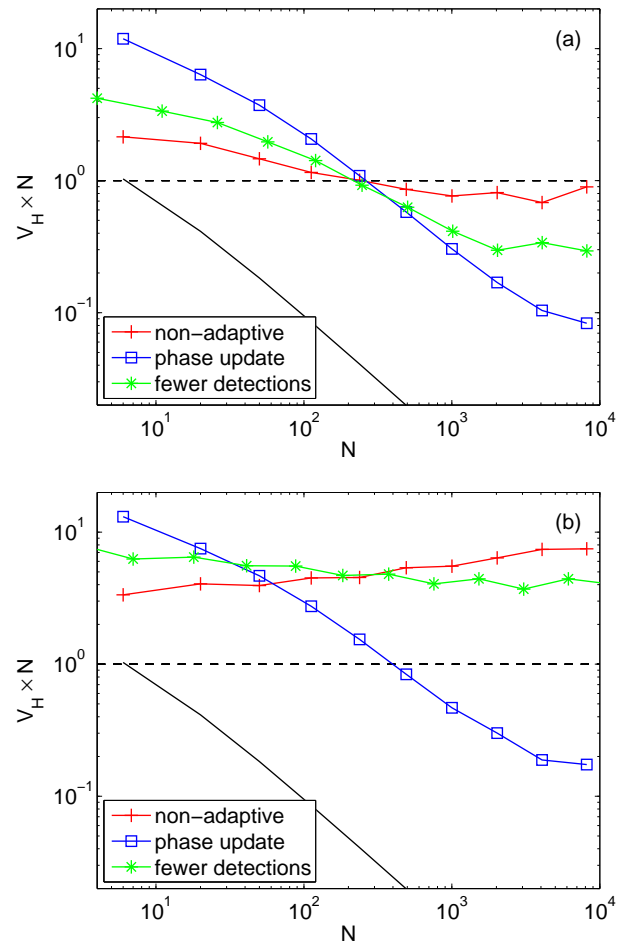 (a)
10^1
10^0
10^{-1}
V_H × N
non-adaptive
phase update
fewer detections
10^1 10^2 10^3 10^4
N
(b)
10^1
10^0
10^{-1}
V_H × N
non-adaptive
phase update
fewer detections
10^1 10^2 10^3 10^4
N